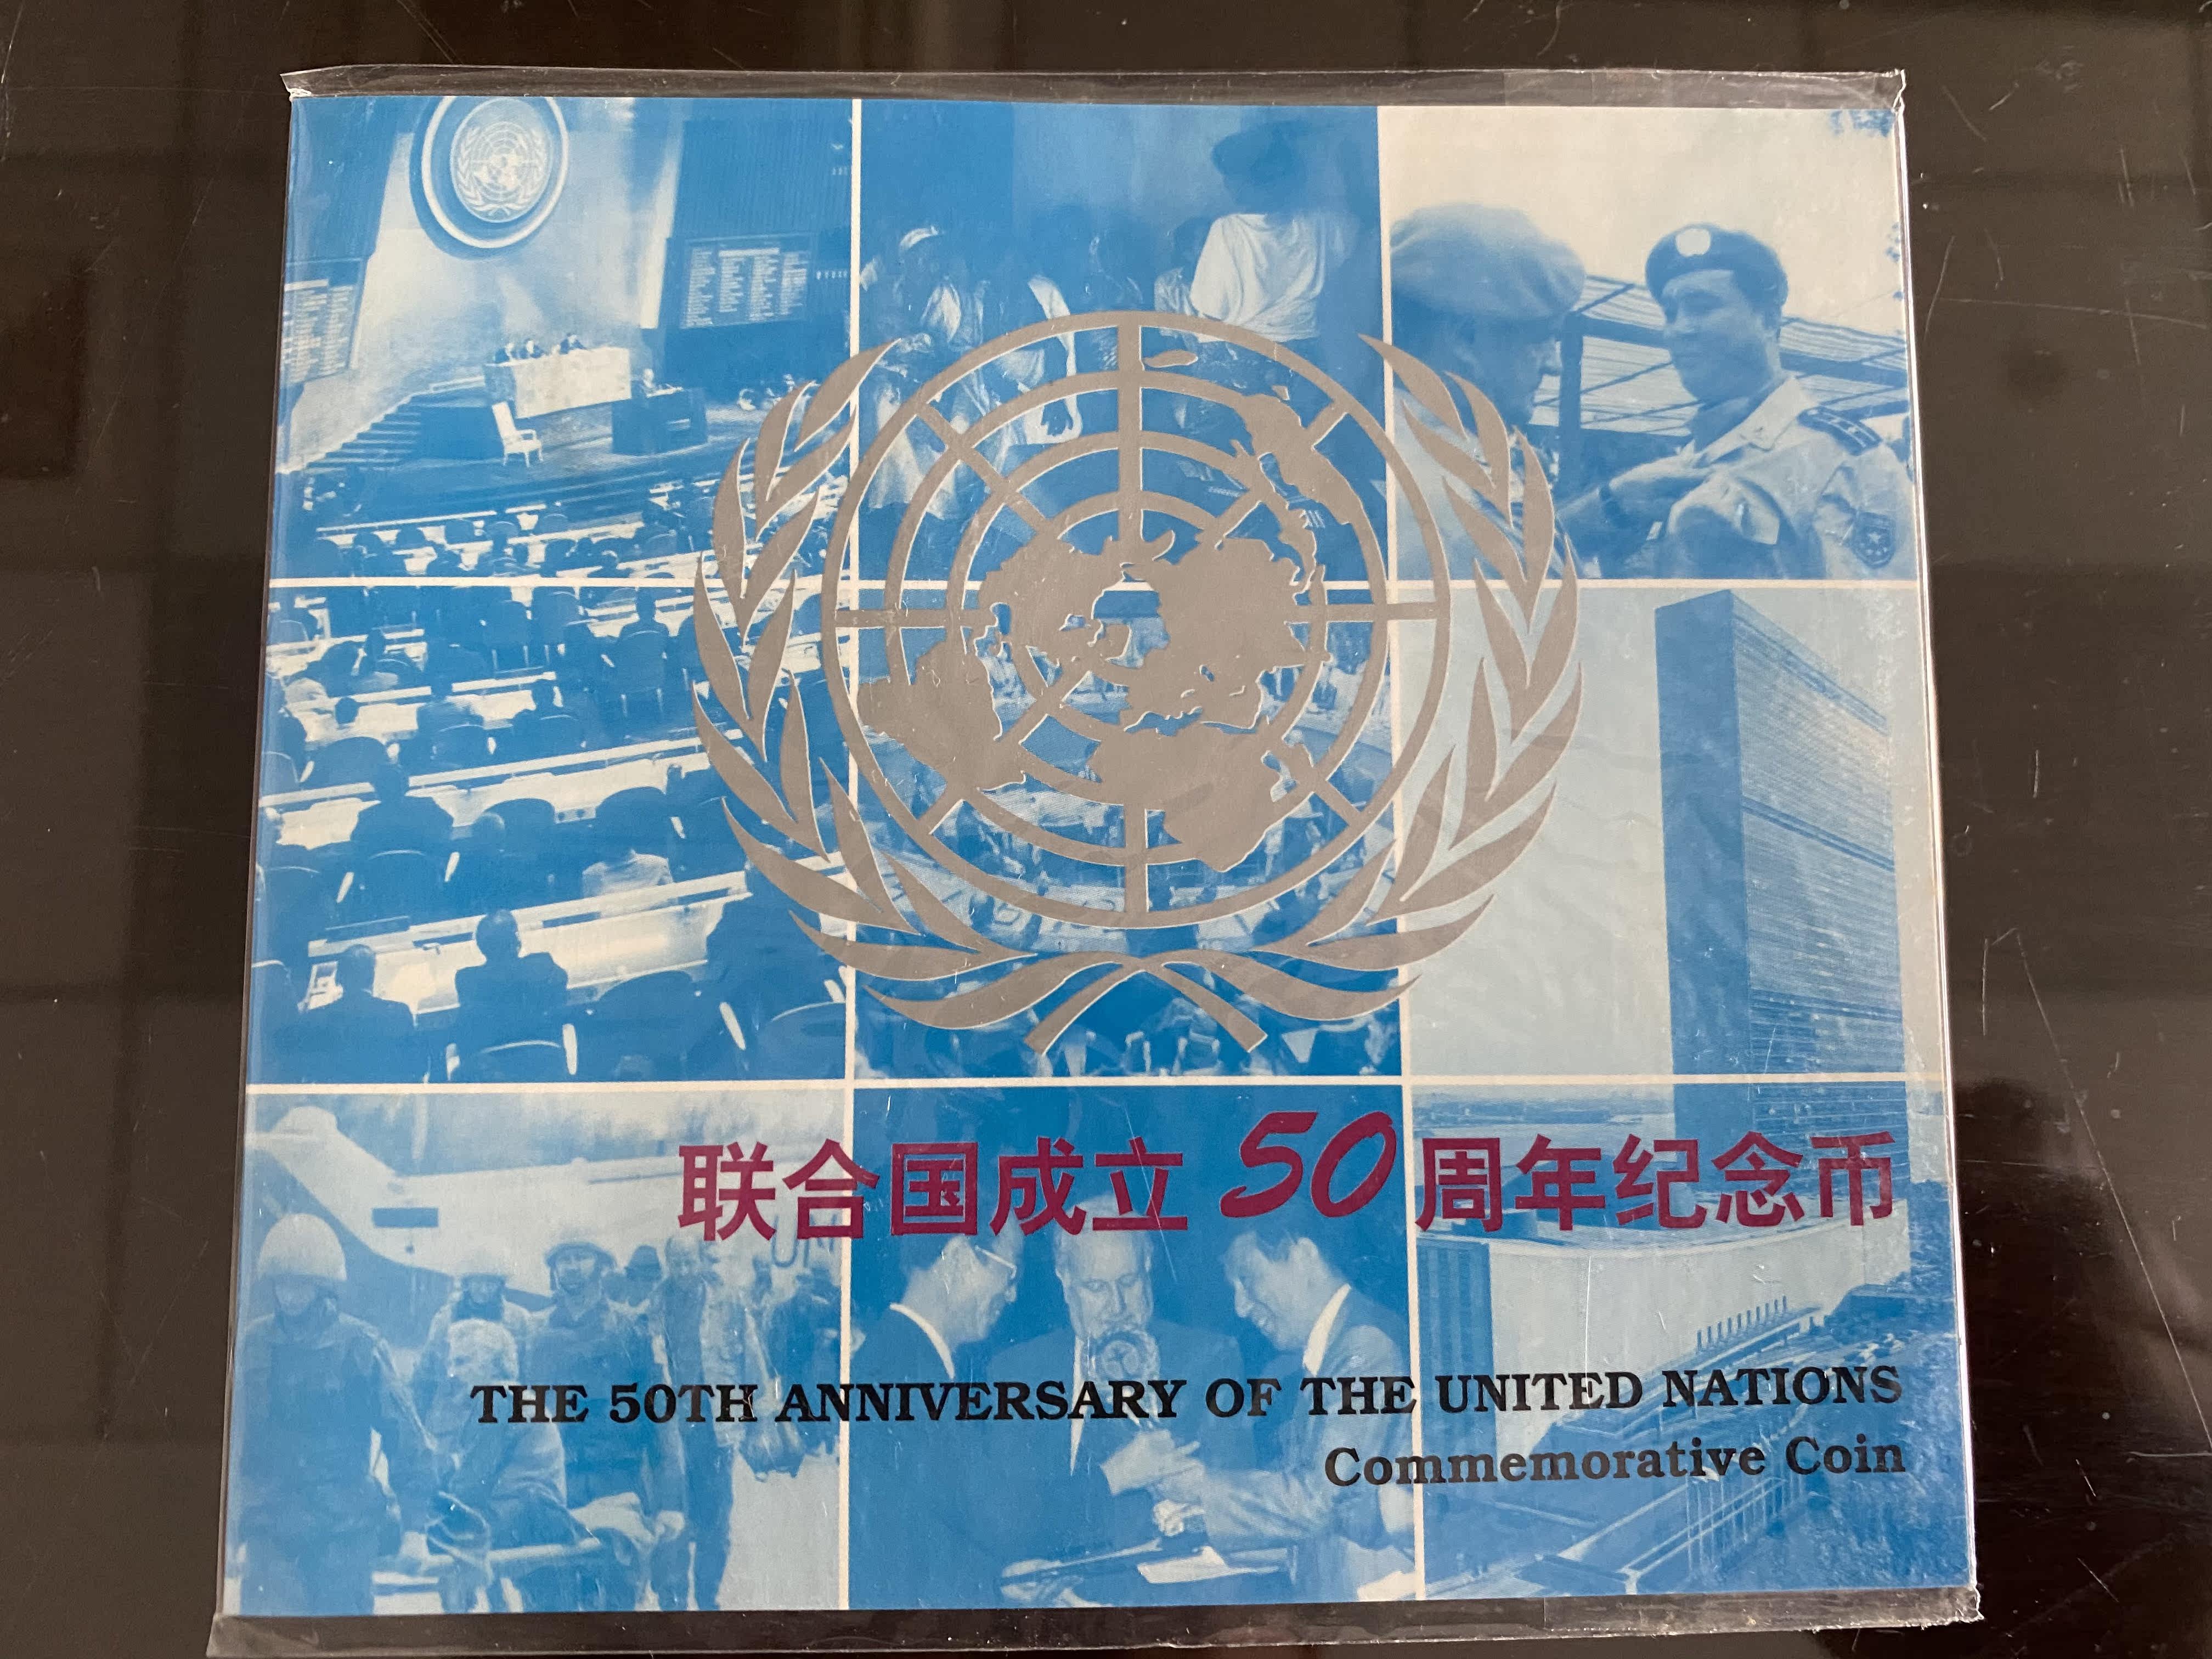 联合国成立50周年纪念币
THE 50TH ANNIVERSARY OF THE UNITED NATIONS
Commemorative Coin